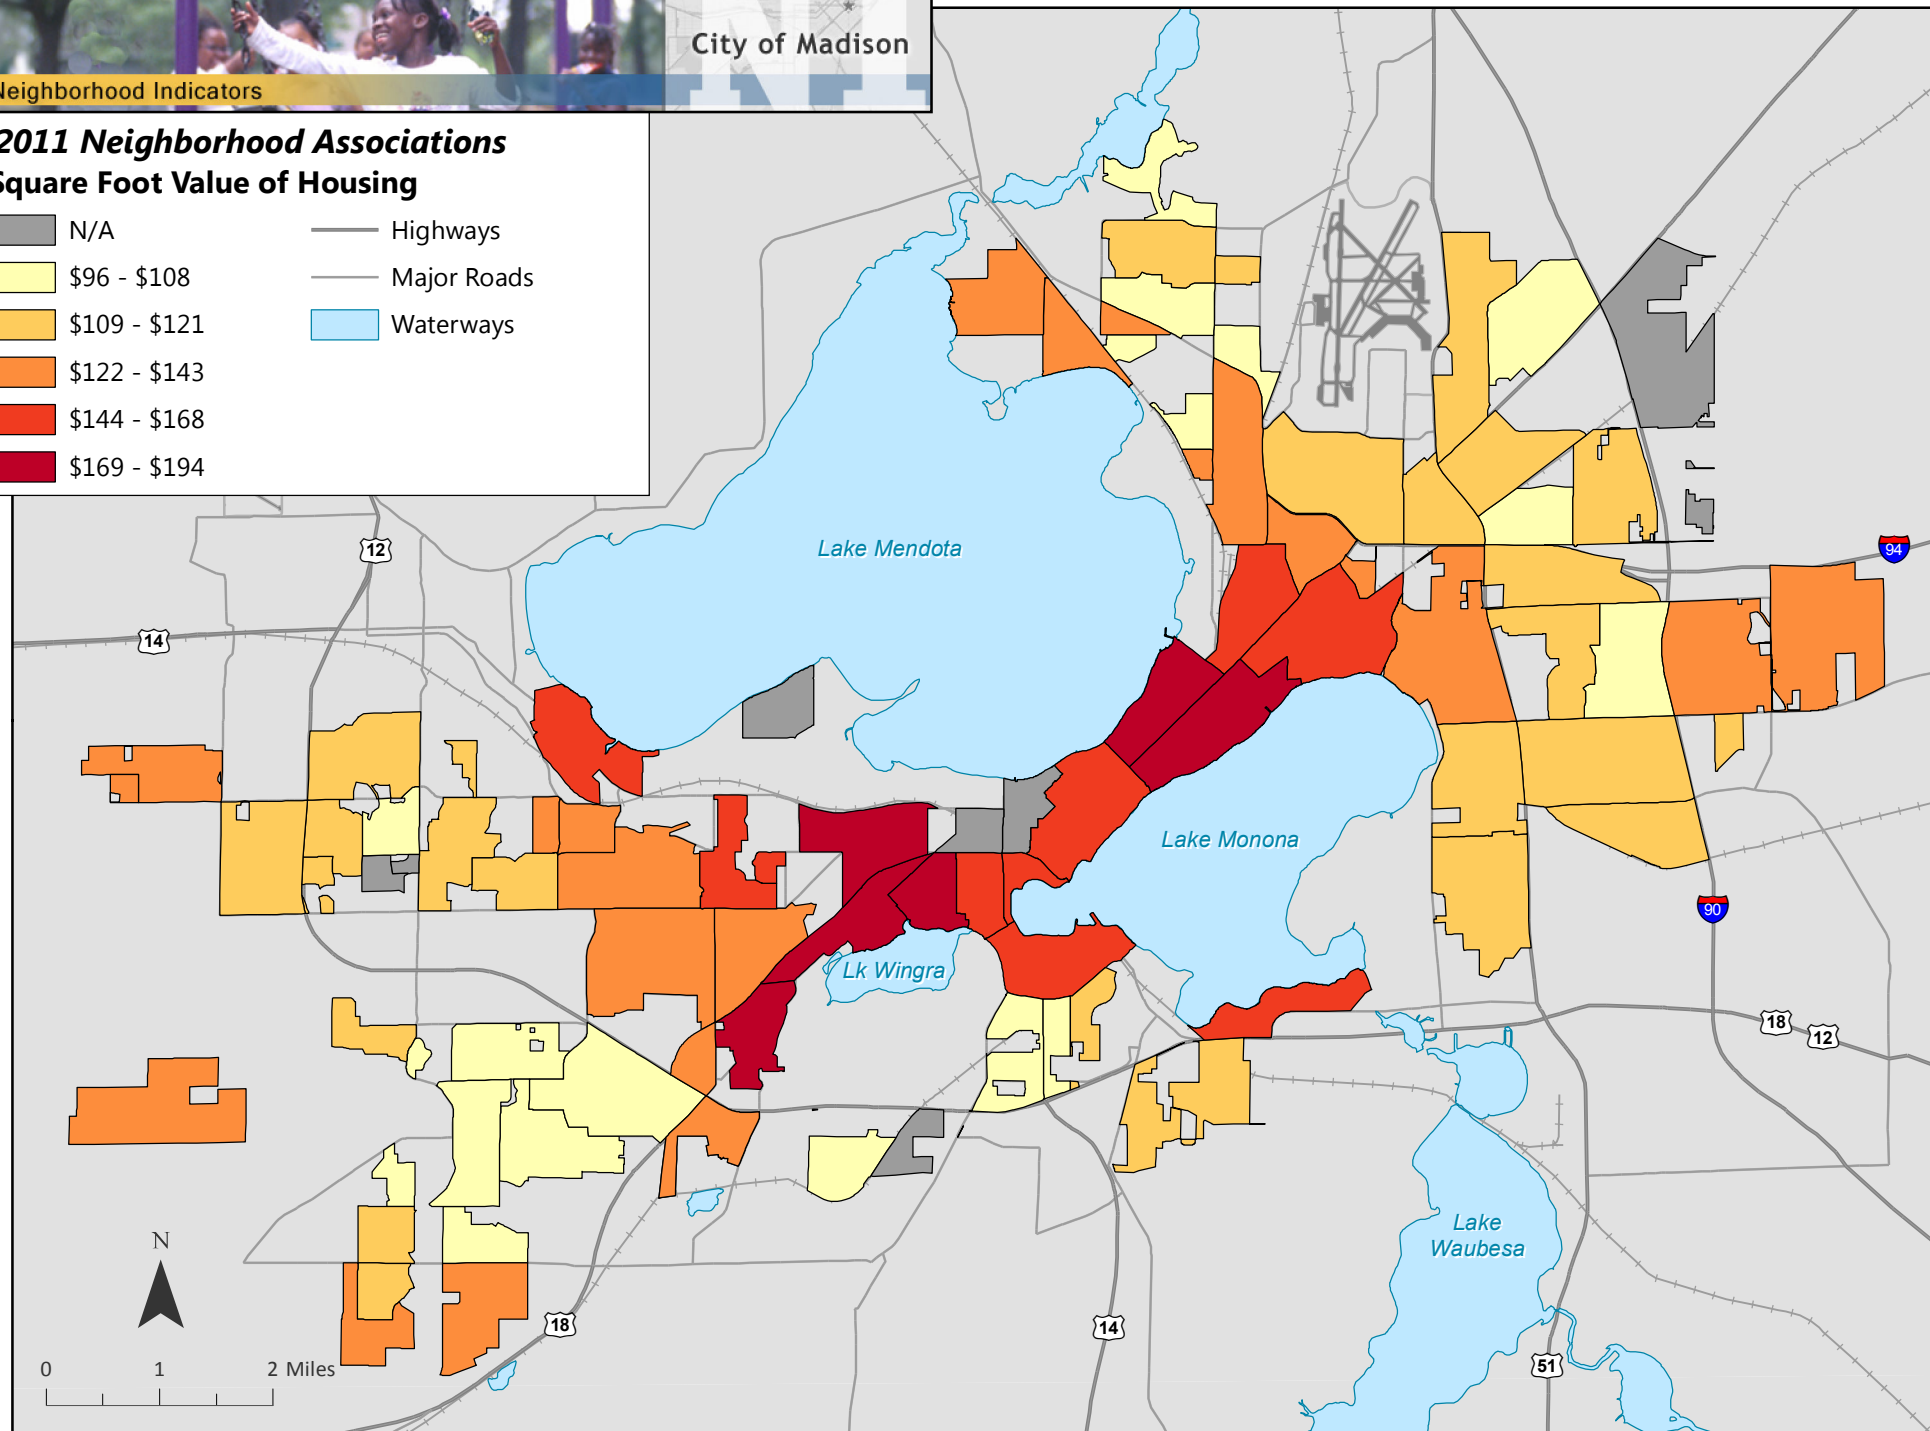 City of Madison
Neighborhood Indicators
2011 Neighborhood Associations
Square Foot Value of Housing
N/A
$96 - $108
$109 - $121
$122 - $143
$144 - $168
$169 - $194
Highways
Major Roads
Waterways
12
14
94
Lake Mendota
Lake Monona
90
Lk Wingra
18
12
Lake
Waubesa
N
18
14
51
0 1 2 Miles